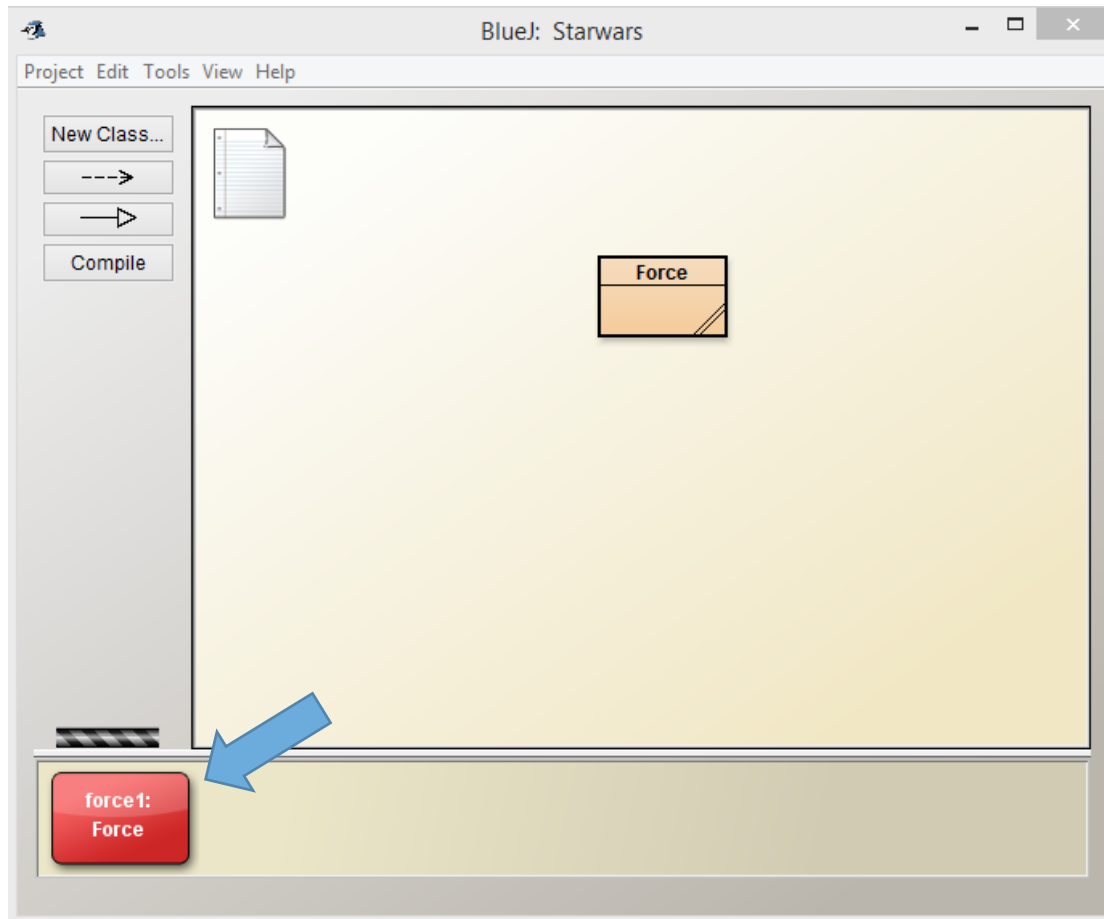 BlueJ: Starwars
Project Edit Tools View Help
New Class...
Compile
Force
force1:
Force